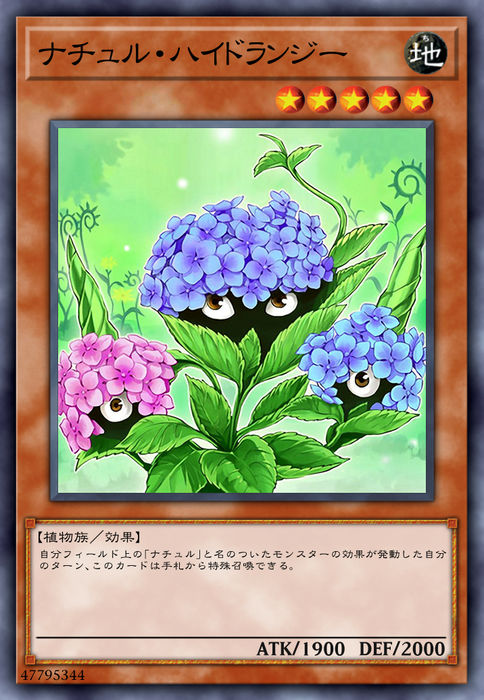 ナチュル・ハイドランジー
ち
地
【植物族／効果】
自分フィールド上の「ナチュル」と名のついたモンスターの効果が発動した自分
のターン、このカードは手札から特殊召喚できる。
ATK/1900 DEF/2000
47795344